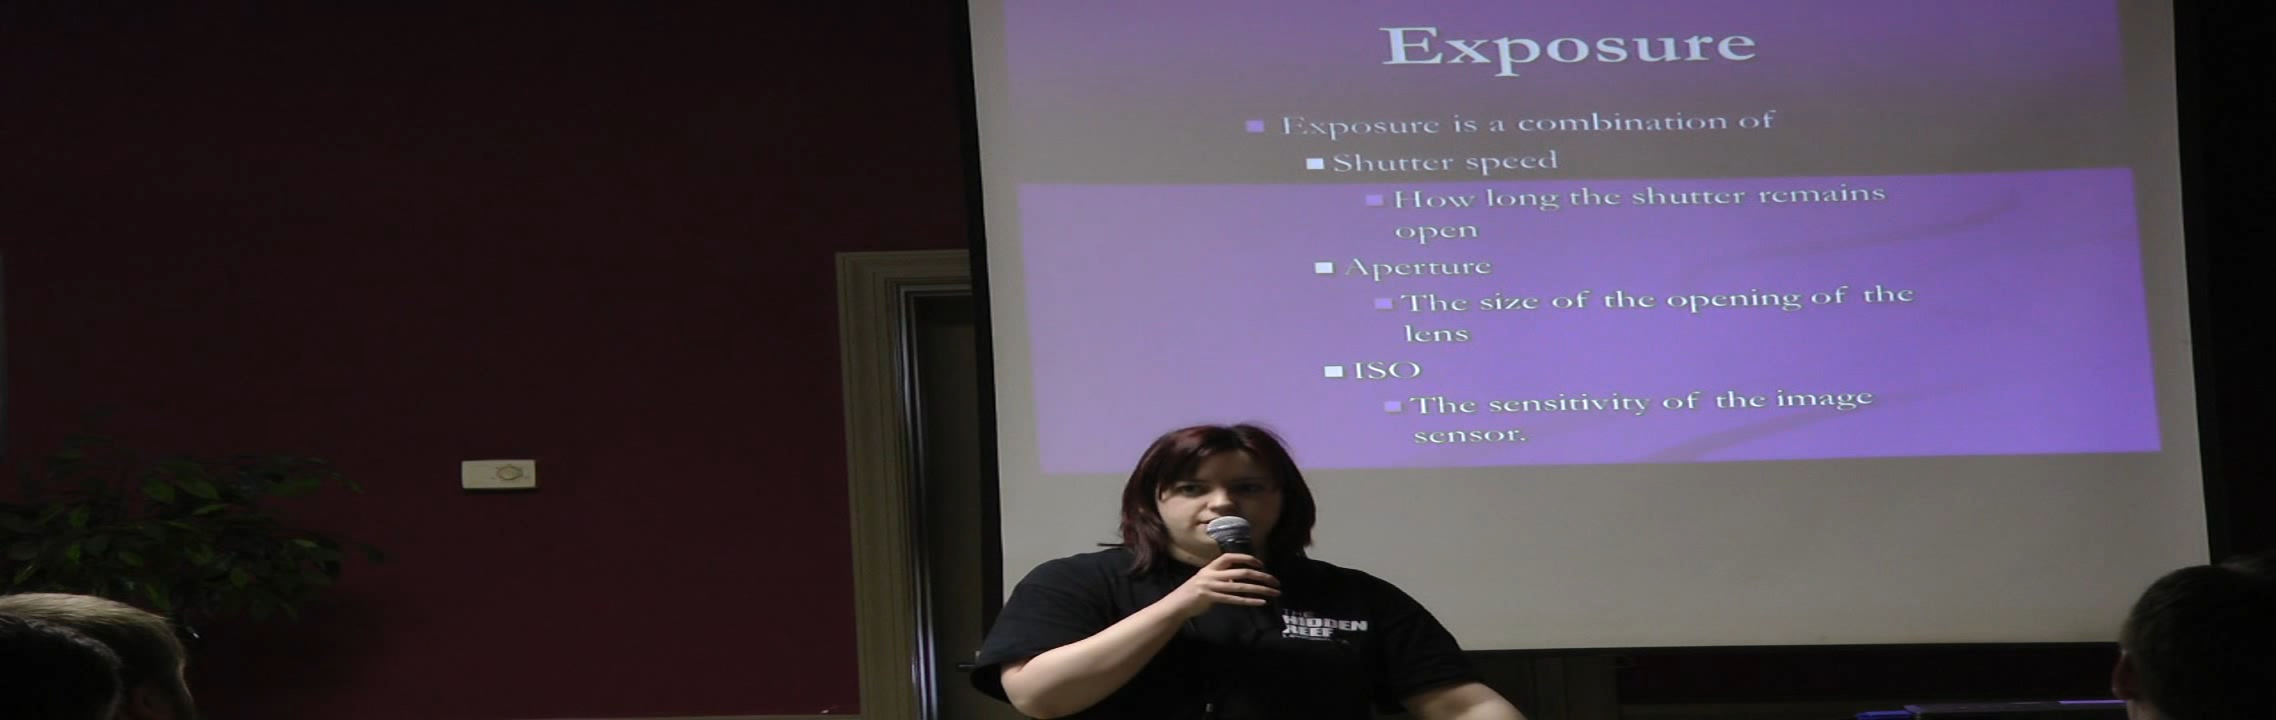 Exposure
Exposure is a combination of
Shutter speed
How long the shutter remains
open
Aperture
The size of the opening of the
lens
ISO
The sensitivity of the image
sensor.
THE
HIDDEN
REEF